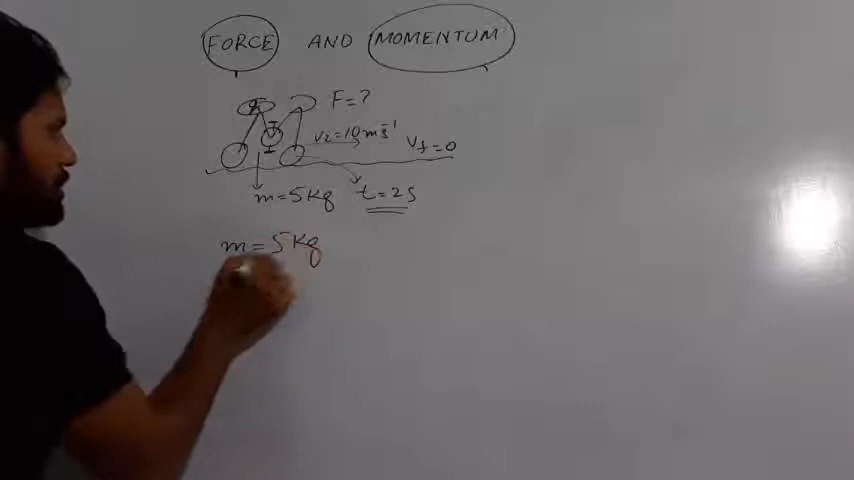 FORCE AND MOMENTUM
F = ?
vi = 10 ms⁻¹ Vf = 0
m = 5 Kg t = 2 S
m = 5 Kg